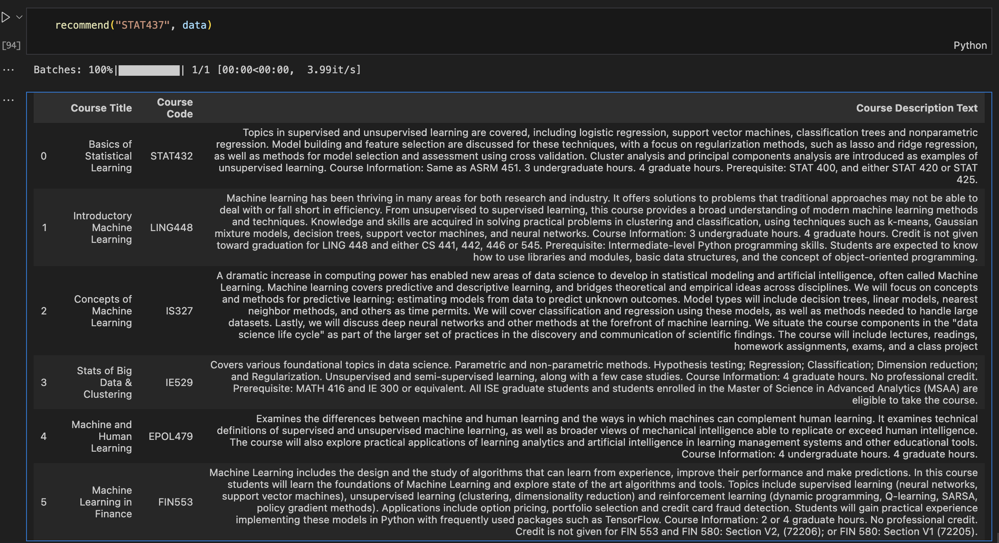 recommend("STAT437", data)
[94]
Python
Batches: 100%|██████████| 1/1 [00:00<00:00,  3.99it/s]
Course Title
Course
Code
Course Description Text
0
Basics of
Statistical
Learning
STAT432
Topics in supervised and unsupervised learning are covered, including logistic regression, support vector machines, classification trees and nonparametric
regression. Model building and feature selection are discussed for these techniques, with a focus on regularization methods, such as lasso and ridge regression,
as well as methods for model selection and assessment using cross validation. Cluster analysis and principal components analysis are introduced as examples of
unsupervised learning. Course Information: Same as ASRM 451. 3 undergraduate hours. 4 graduate hours. Prerequisite: STAT 400, and either STAT 420 or STAT
425.
1
Introductory
Machine
Learning
LING448
Machine learning has been thriving in many areas for both research and industry. It offers solutions to problems that traditional approaches may not be able to
deal with or fall short in efficiency. From unsupervised to supervised learning, this course provides a broad understanding of modern machine learning methods
and techniques. Knowledge and skills are acquired in solving practical problems in clustering and classification, using techniques such as k-means, Gaussian
mixture models, decision trees, support vector machines, and neural networks. Course Information: 3 undergraduate hours. 4 graduate hours. Credit is not given
toward graduation for LING 448 and either CS 441, 442, 446 or 545. Prerequisite: Intermediate-level Python programming skills. Students are expected to know
how to use libraries and modules, basic data structures, and the concept of object-oriented programming.
2
Concepts of
Machine
Learning
IS327
A dramatic increase in computing power has enabled new areas of data science to develop in statistical modeling and artificial intelligence, often called Machine
Learning. Machine learning covers predictive and descriptive learning, and bridges theoretical and empirical ideas across disciplines. We will focus on concepts
and methods for predictive learning: estimating models from data to predict unknown outcomes. Model types will include decision trees, linear models, nearest
neighbor methods, and others as time permits. We will cover classification and regression using these models, as well as methods needed to handle large
datasets. Lastly, we will discuss deep neural networks and other methods at the forefront of machine learning. We situate the course components in the "data
science life cycle" as part of the larger set of practices in the discovery and communication of scientific findings. The course will include lectures, readings,
homework assignments, exams, and a class project
3
Stats of Big
Data &
Clustering
IE529
Covers various foundational topics in data science. Parametric and non-parametric methods. Hypothesis testing; Regression; Classification; Dimension reduction;
and Regularization. Unsupervised and semi-supervised learning, along with a few case studies. Course Information: 4 graduate hours. No professional credit.
Prerequisite: MATH 416 and IE 300 or equivalent. All ISE graduate students and students enrolled in the Master of Science in Advanced Analytics (MSAA) are
eligible to take the course.
4
Machine and
Human
Learning
EPOL479
Examines the differences between machine and human learning and the ways in which machines can complement human learning. It examines technical
definitions of supervised and unsupervised machine learning, as well as broader views of mechanical intelligence able to replicate or exceed human intelligence.
The course will also explore practical applications of learning analytics and artificial intelligence in learning management systems and other educational tools.
Course Information: 4 undergraduate hours. 4 graduate hours.
5
Machine
Learning in
Finance
FIN553
Machine Learning includes the design and the study of algorithms that can learn from experience, improve their performance and make predictions. In this course
students will learn the foundations of Machine Learning and explore state of the art algorithms and tools. Topics include supervised learning (neural networks,
support vector machines), unsupervised learning (clustering, dimensionality reduction) and reinforcement learning (dynamic programming, Q-learning, SARSA,
policy gradient methods). Applications include option pricing, portfolio selection and credit card fraud detection. Students will gain practical experience
implementing these models in Python with frequently used packages such as TensorFlow. Course Information: 2 or 4 graduate hours. No professional credit.
Credit is not given for FIN 553 and FIN 580: Section V2, (72206); or FIN 580: Section V1 (72205).